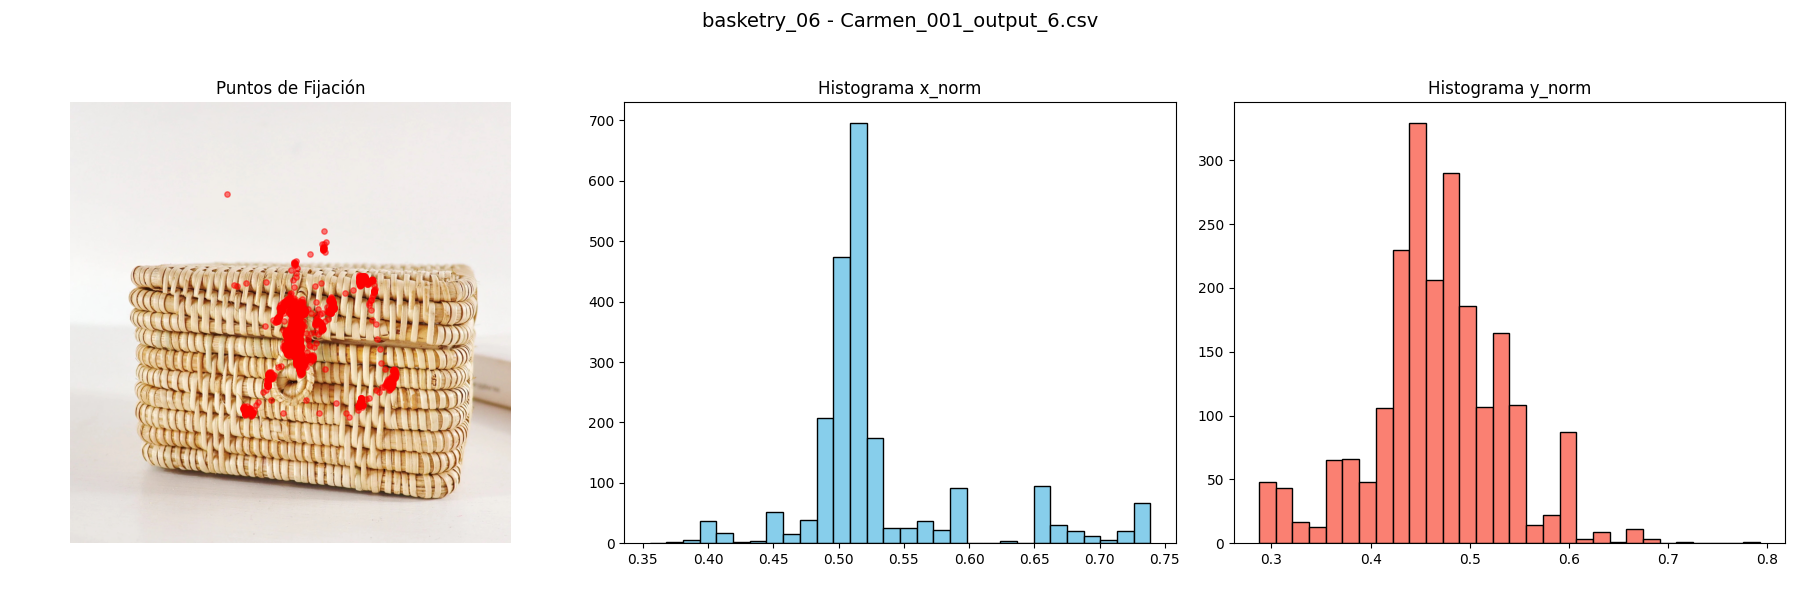 basketry_06 - Carmen_001_output_6.csv
Puntos de Fijación
Histograma x_norm
700
600
500
400
300
200
100
0
0.35 0.40 0.45 0.50 0.55 0.60 0.65 0.70 0.75
Histograma y_norm
300
250
200
150
100
50
0
0.3 0.4 0.5 0.6 0.7 0.8